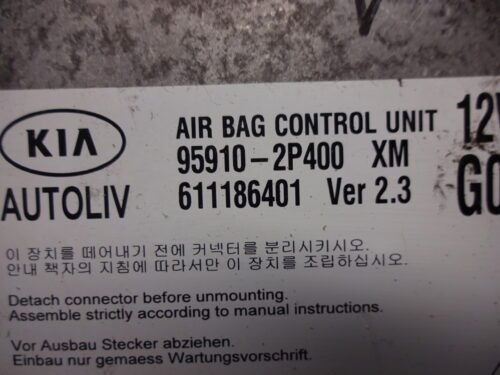 KIA
AUTOLIV
AIR BAG CONTROL UNIT
95910-2P400 XM
611186401 Ver 2.3
12V
G0
이 장치를 떼어내기 전에 커넥터를 분리시키시오.
안내 책자의 지침에 따라서만 이 장치를 조립하십시오.
Detach connector before unmounting.
Assemble strictly according to manual instructions.
Vor Ausbau Stecker abziehen.
Einbau nur gemaess Wartungsvorschrift.